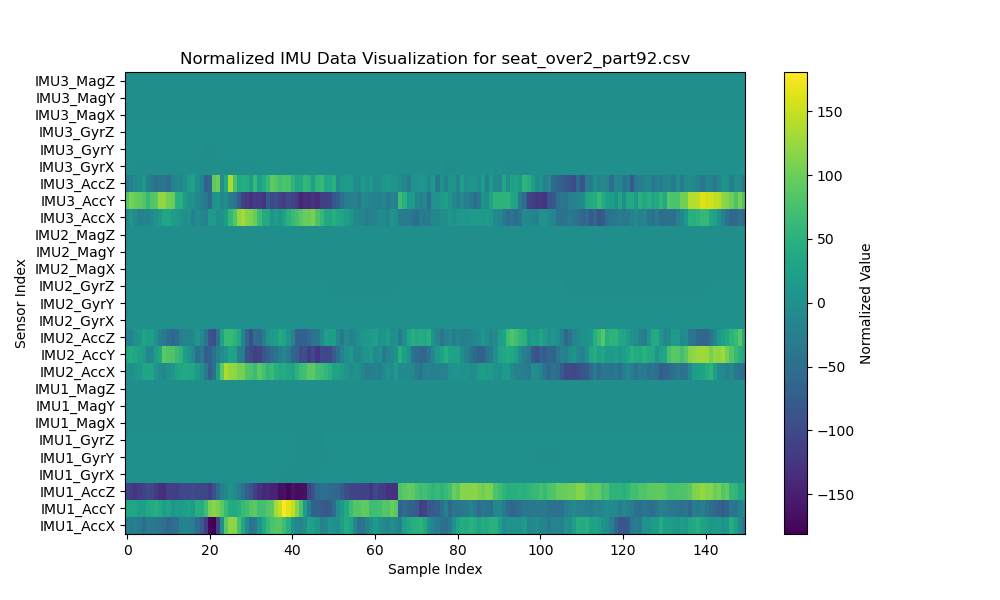 Normalized IMU Data Visualization for seat_over2_part92.csv
IMU3_MagZ
IMU3_MagY
IMU3_MagX
IMU3_GyrZ
IMU3_GyrY
IMU3_GyrX
IMU3_AccZ
IMU3_AccY
IMU3_AccX
IMU2_MagZ
IMU2_MagY
IMU2_MagX
IMU2_GyrZ
IMU2_GyrY
IMU2_GyrX
IMU2_AccZ
IMU2_AccY
IMU2_AccX
IMU1_MagZ
IMU1_MagY
IMU1_MagX
IMU1_GyrZ
IMU1_GyrY
IMU1_GyrX
IMU1_AccZ
IMU1_AccY
IMU1_AccX
Sensor Index
0 20 40 60 80 100 120 140
Sample Index
150
100
50
0
−50
−100
−150
Normalized Value